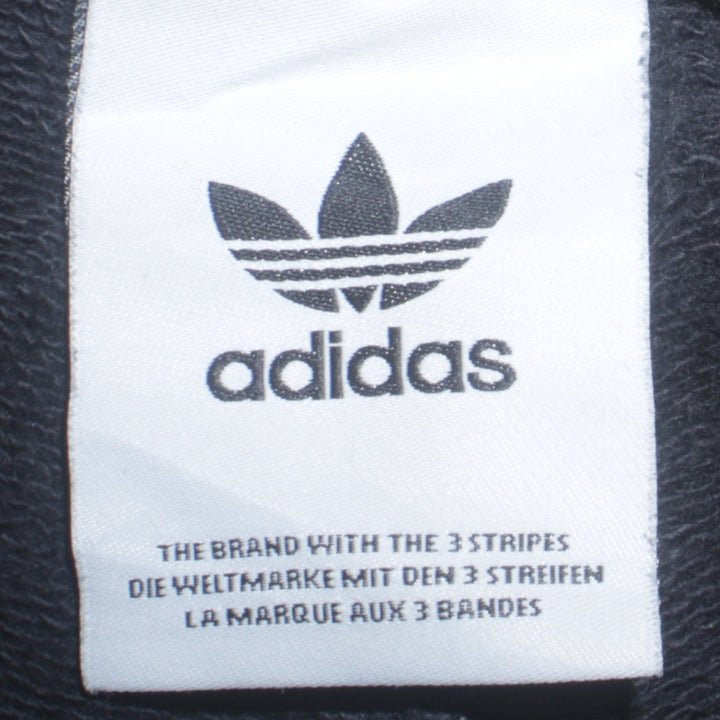 adidas
THE BRAND WITH THE 3 STRIPES
DIE WELTMARKE MIT DEN 3 STREIFEN
LA MARQUE AUX 3 BANDES